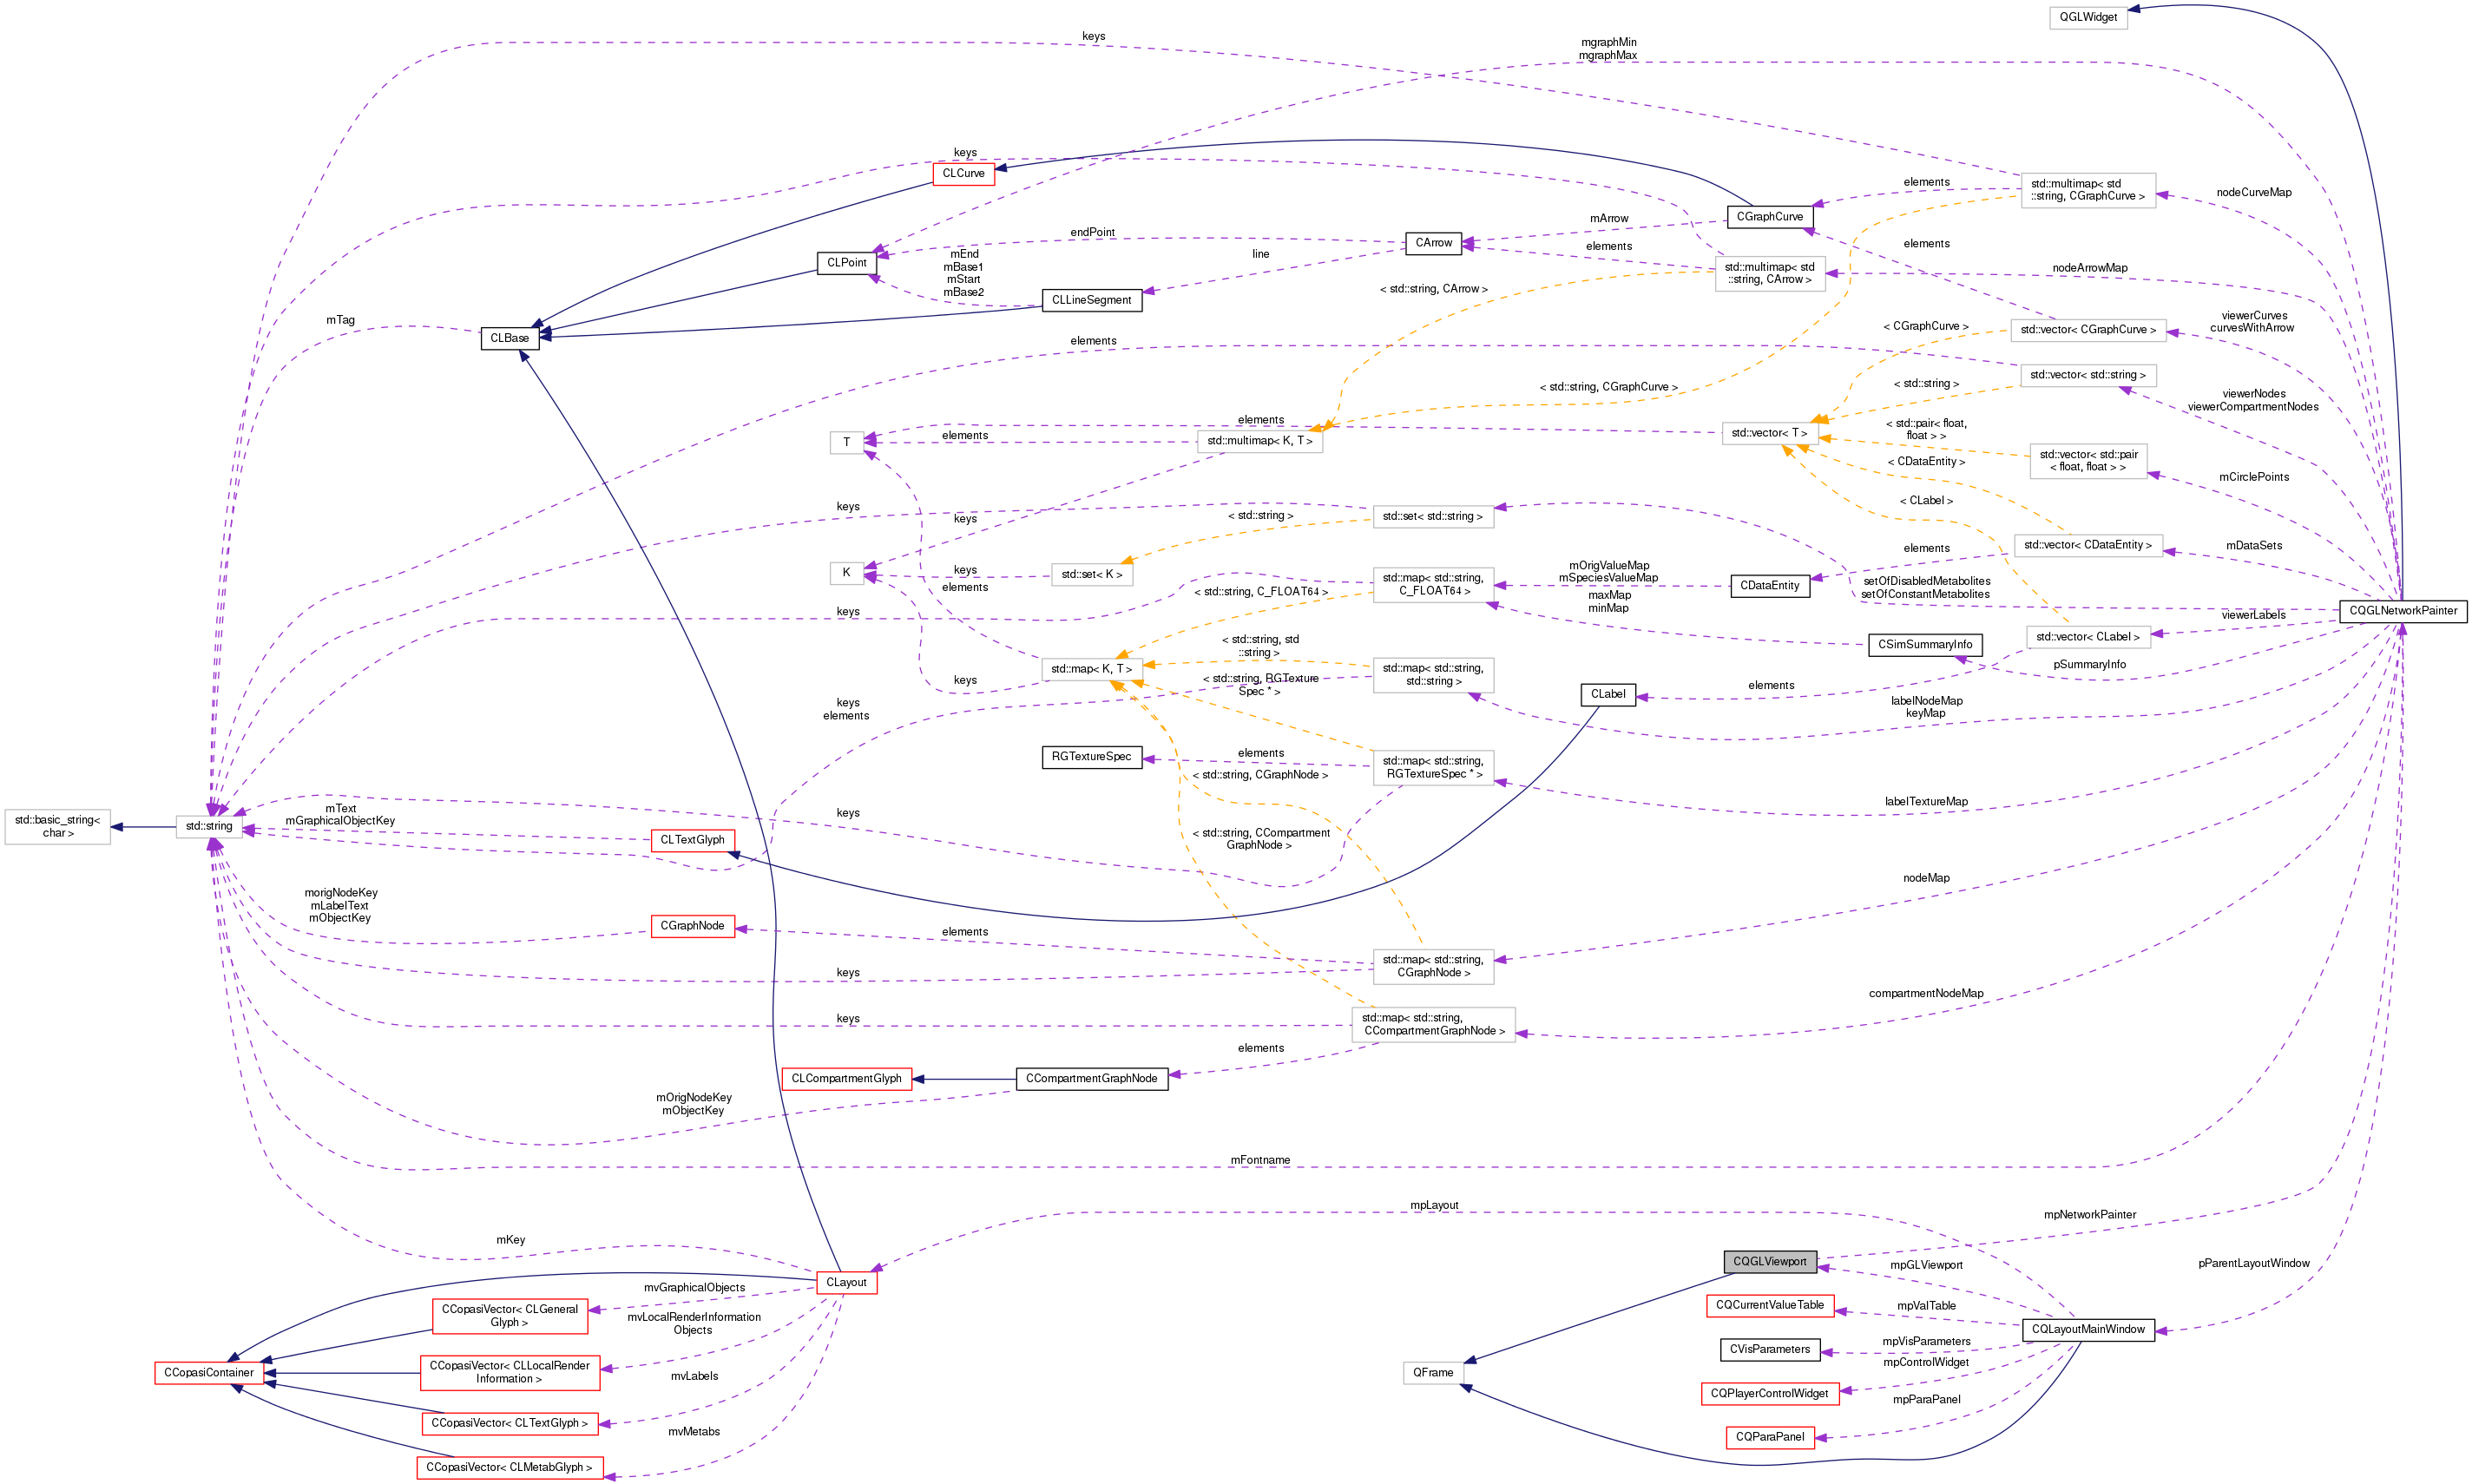 QGLWidget
keys
mgraphMin
mgraphMax
keys
CLCurve
elements
std::multimap< std
::string, CGraphCurve >
nodeCurveMap
mArrow
CGraphCurve
endPoint
CArrow
elements
elements
line
CLPoint
mEnd
mBase1
mStart
mBase2
std::multimap< std
::string, CArrow >
nodeArrowMap
CLLineSegment
< std::string, CArrow >
mTag
CLBase
elements
< CGraphCurve >
std::vector< CGraphCurve >
viewerCurves
curvesWithArrow
std::vector< std::string >
< std::string, CGraphCurve >
< std::string >
viewerNodes
viewerCompartmentNodes
T
elements
std::multimap< K, T >
elements
std::vector< T >
< std::pair< float,
float > >
std::vector< std::pair
< float, float > >
< CDataEntity >
mCirclePoints
keys
keys
< std::string >
std::set< std::string >
< CLabel >
K
keys
std::set< K >
std::vector< CDataEntity >
mDataSets
elements
elements
< std::string, C_FLOAT64 >
std::map< std::string,
C_FLOAT64 >
mOrigValueMap
mSpeciesValueMap
maxMap
minMap
CDataEntity
setOfDisabledMetabolites
setOfConstantMetabolites
CQGLNetworkPainter
keys
viewerLabels
std::vector< CLabel >
CSimSummaryInfo
pSummaryInfo
std::map< K, T >
keys
< std::string, std
::string >
std::map< std::string,
std::string >
< std::string, RGTexture
Spec * >
keys
elements
elements
CLabel
labelNodeMap
keyMap
RGTextureSpec
elements
std::map< std::string,
RGTextureSpec * >
< std::string, CGraphNode >
labelTextureMap
std::basic_string<
char >
std::string
mText
mGraphicalObjectKey
CLTextGlyph
keys
< std::string, CCompartment
GraphNode >
nodeMap
morigNodeKey
mLabelText
mObjectKey
CGraphNode
elements
keys
std::map< std::string,
CGraphNode >
compartmentNodeMap
keys
std::map< std::string,
CCompartmentGraphNode >
elements
CLCompartmentGlyph
CCompartmentGraphNode
mOrigNodeKey
mObjectKey
mFontname
mpLayout
mpNetworkPainter
mKey
CLayout
CQGLViewport
mpGLViewport
pParentLayoutWindow
mvGraphicalObjects
CCopasiVector< CLGeneral
Glyph >
mvLocalRenderInformation
Objects
CQCurrentValueTable
mpValTable
CQLayoutMainWindow
CVisParameters
mpVisParameters
CCopasiContainer
CCopasiVector< CLLocalRender
Information >
mvLabels
QFrame
mpControlWidget
CQPlayerControlWidget
mpParaPanel
CCopasiVector< CLTextGlyph >
mvMetabs
CQParaPanel
CCopasiVector< CLMetabGlyph >